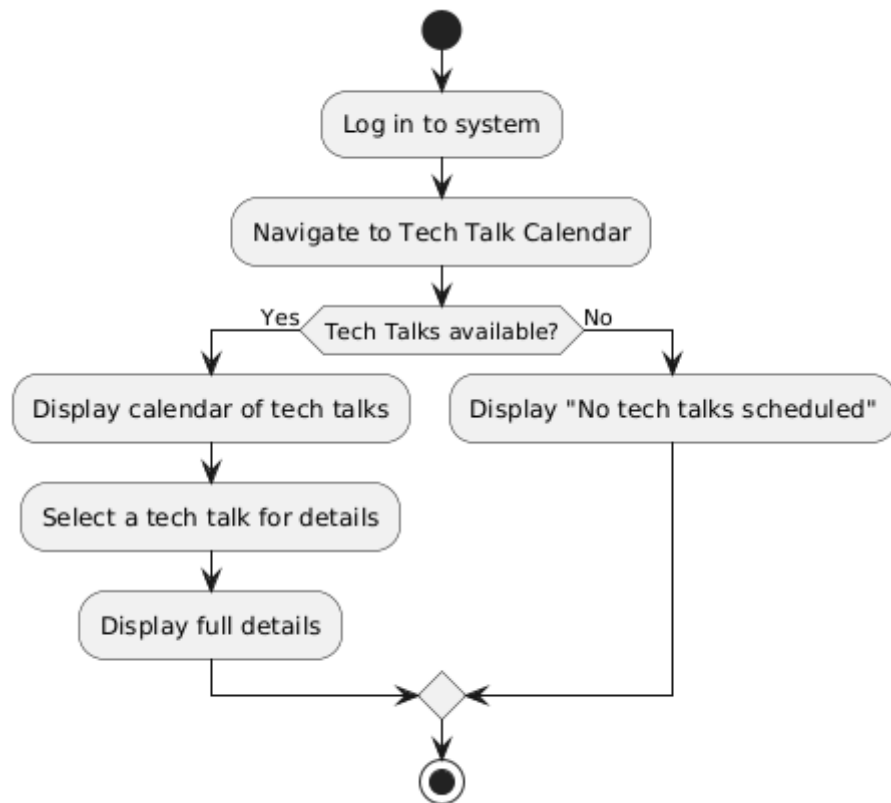 Log in to system
Navigate to Tech Talk Calendar
Yes
Tech Talks available?
No
Display calendar of tech talks
Display "No tech talks scheduled"
Select a tech talk for details
Display full details